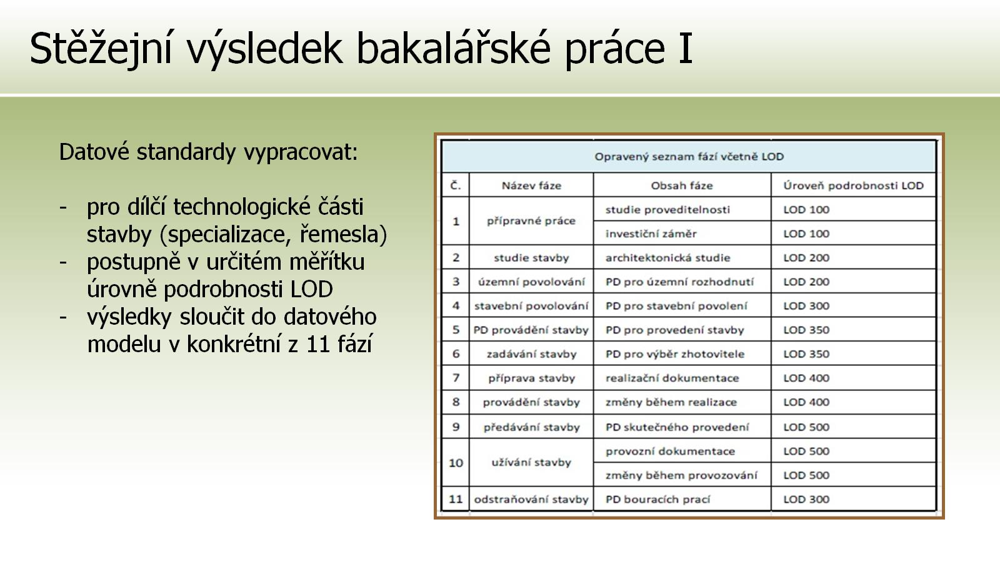 Stěžejní výsledek bakalářské práce I
Datové standardy vypracovat:
- pro dílčí technologické části
stavby (specializace, řemesla)
- postupně v určitém měřítku
úrovně podrobnosti LOD
- výsledky sloučit do datového
modelu v konkrétní z 11 fází
Opravený seznam fází včetně LOD
Č. Název fáze Obsah fáze Úroveň podrobnosti LOD
1 přípravné práce studie proveditelnosti LOD 100
investiční záměr LOD 100
2 studie stavby architektonická studie LOD 200
3 územní povolování PD pro územní rozhodnutí LOD 200
4 stavební povolování PD pro stavební povolení LOD 300
5 PD provádění stavby PD pro provedení stavby LOD 350
6 zadávání stavby PD pro výběr zhotovitele LOD 350
7 příprava stavby realizační dokumentace LOD 400
8 provádění stavby změny během realizace LOD 400
9 předávání stavby PD skutečného provedení LOD 500
10 užívání stavby provozní dokumentace LOD 500
změny během provozování LOD 500
11 odstraňování stavby PD bouracích prací LOD 300